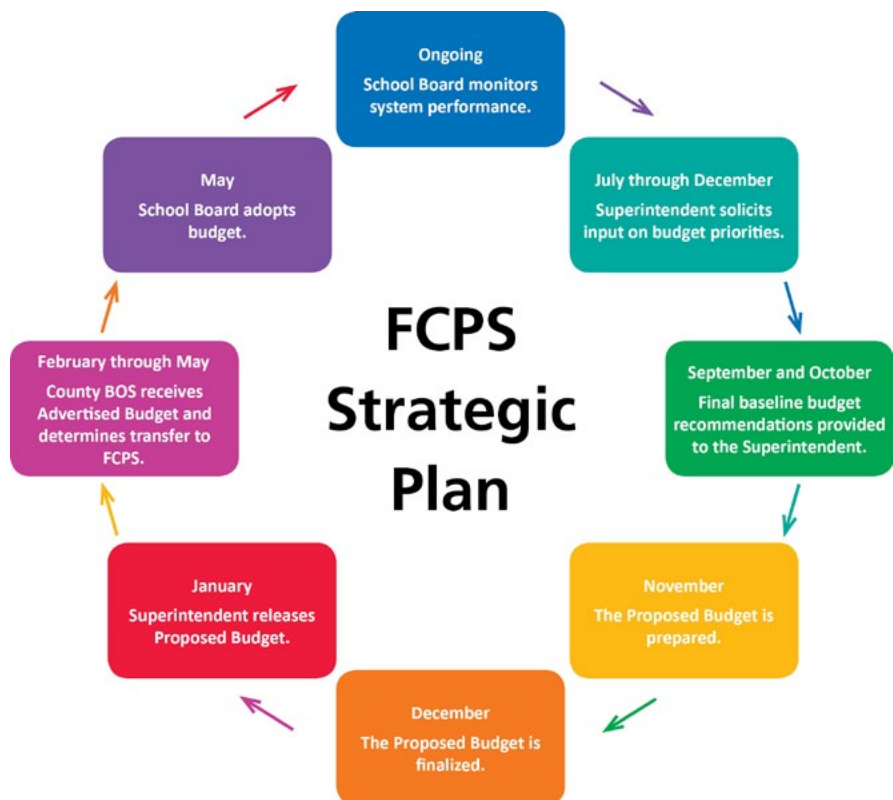 Ongoing
School Board monitors
system performance.
July through December
Superintendent solicits
input on budget priorities.
September and October
Final baseline budget
recommendations provided
to the Superintendent.
November
The Proposed Budget is
prepared.
December
The Proposed Budget is
finalized.
January
Superintendent releases
Proposed Budget.
February through May
County BOS receives
Advertised Budget and
determines transfer to
FCPS.
May
School Board adopts
budget.
FCPS
Strategic
Plan